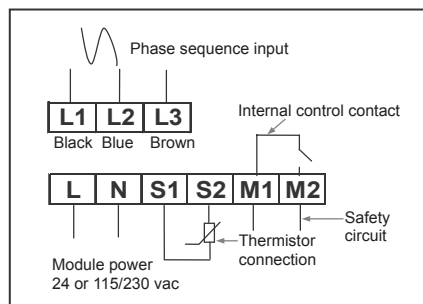 Phase sequence input
L1 L2 L3
Black Blue Brown
Internal control contact
L N S1 S2 M1 M2
Safety
circuit
Thermistor
connection
Module power
24 or 115/230 vac